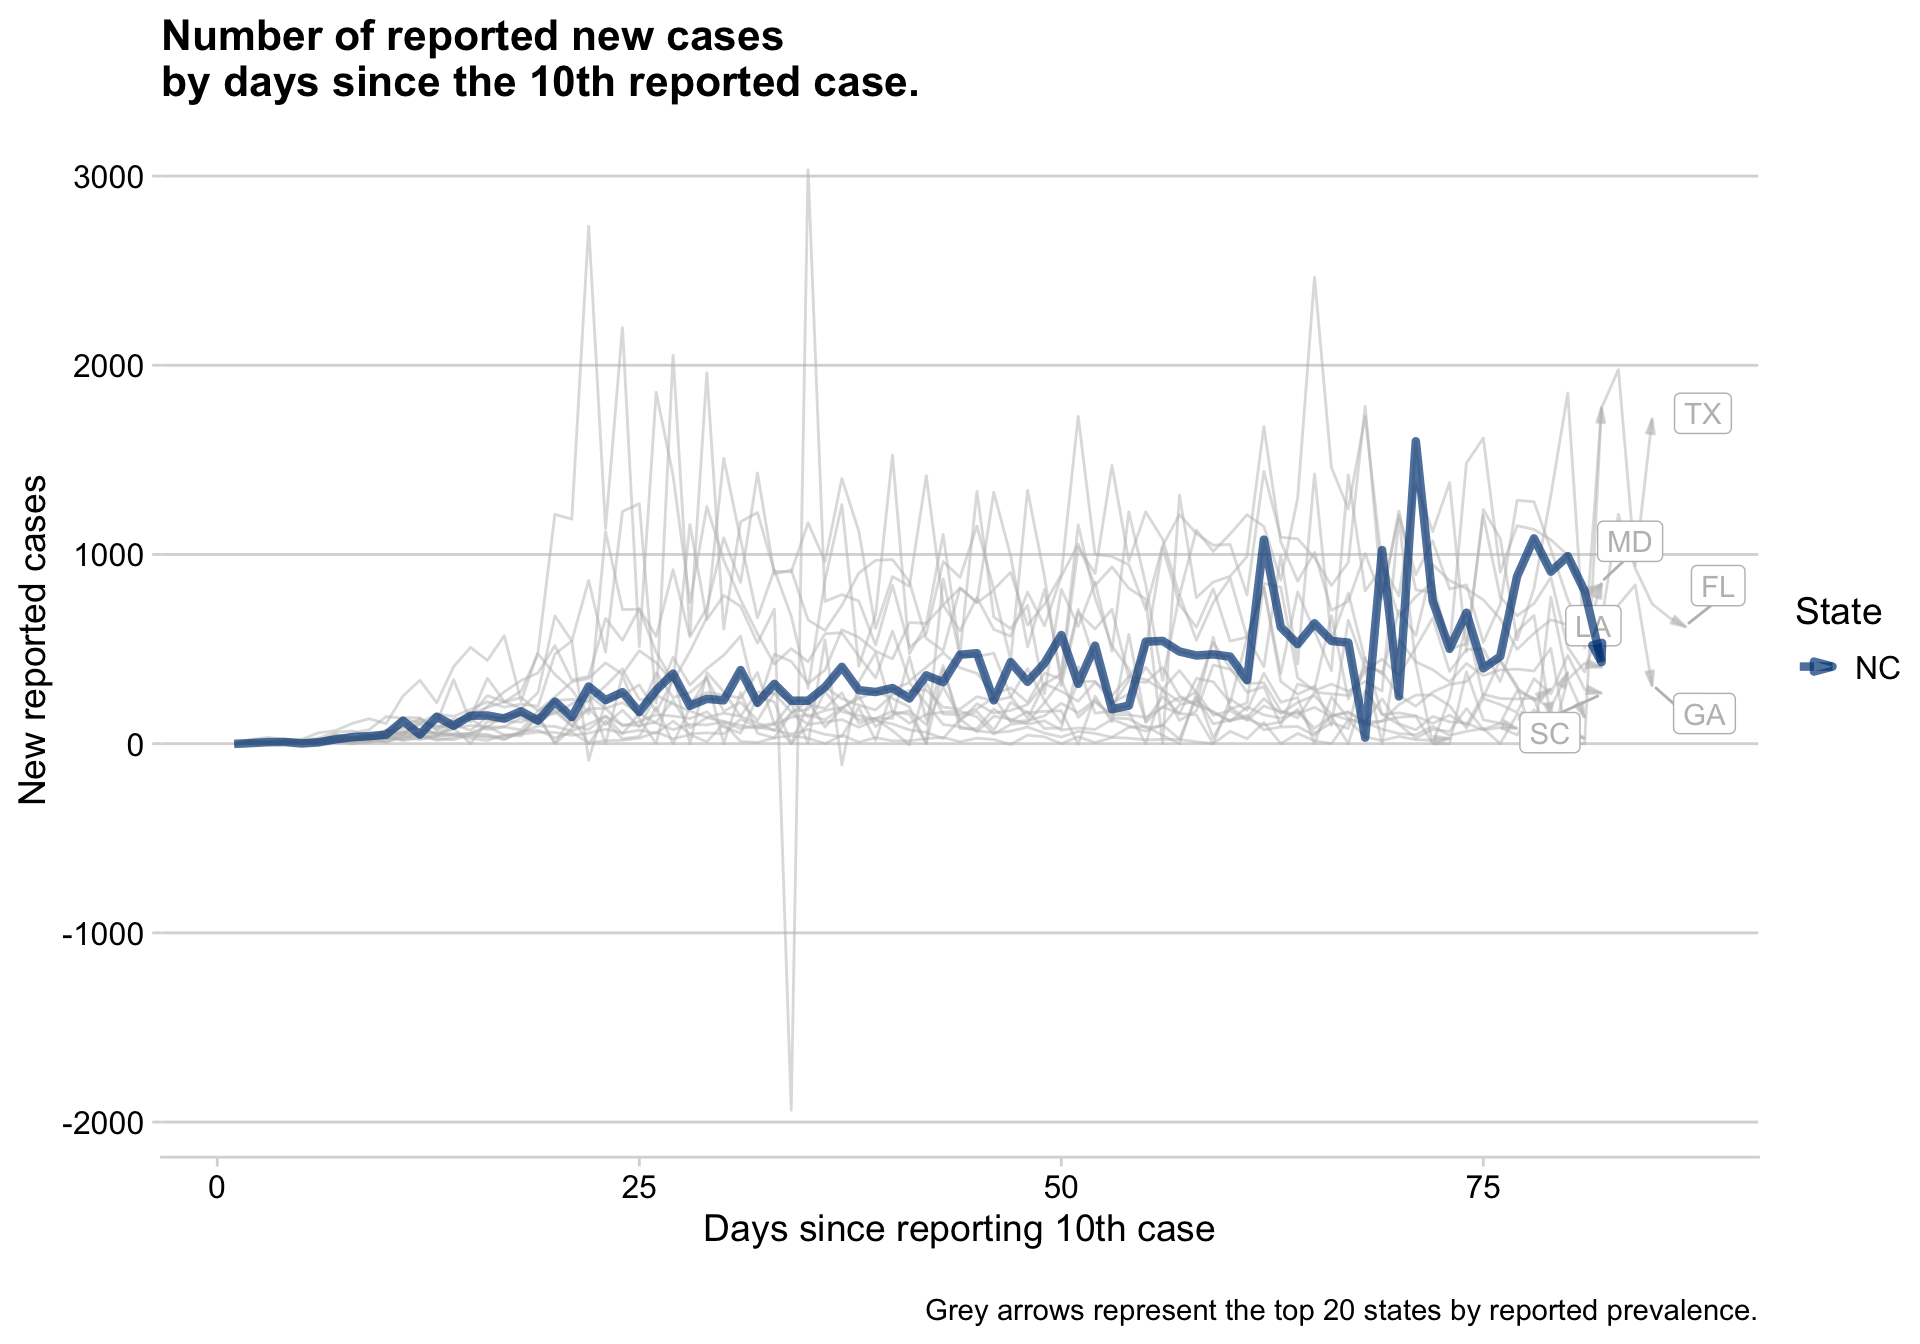 Number of reported new cases
by days since the 10th reported case.
New reported cases
3000
2000
1000
0
-1000
-2000
0
25
50
75
Days since reporting 10th case
TX
MD
FL
LA
GA
SC
State
NC
Grey arrows represent the top 20 states by reported prevalence.